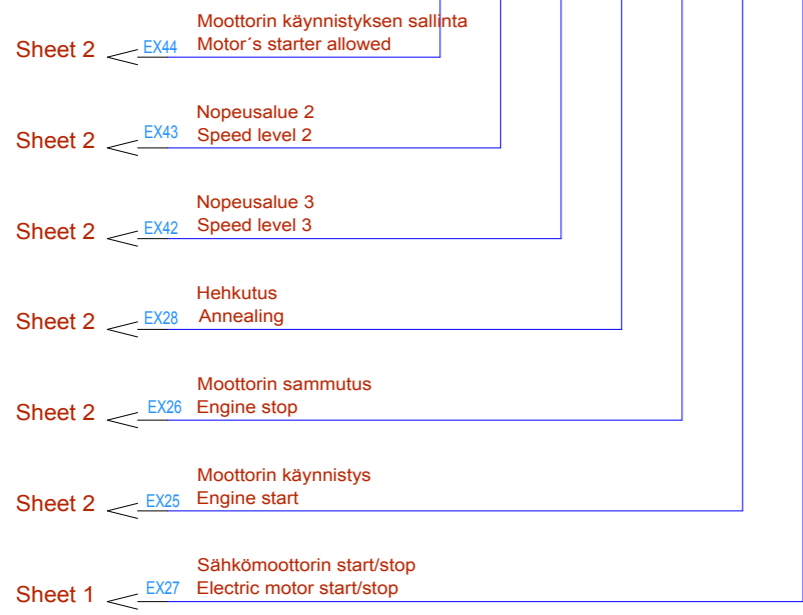 Moottorin käynnistyksen sallinta
Sheet 2 EX44 Motor´s starter allowed
Nopeusalue 2
Sheet 2 EX43 Speed level 2
Nopeusalue 3
Sheet 2 EX42 Speed level 3
Hehkutus
Sheet 2 EX28 Annealing
Moottorin sammutus
Sheet 2 EX26 Engine stop
Moottorin käynnistys
Sheet 2 EX25 Engine start
Sähkömoottorin start/stop
Sheet 1 EX27 Electric motor start/stop